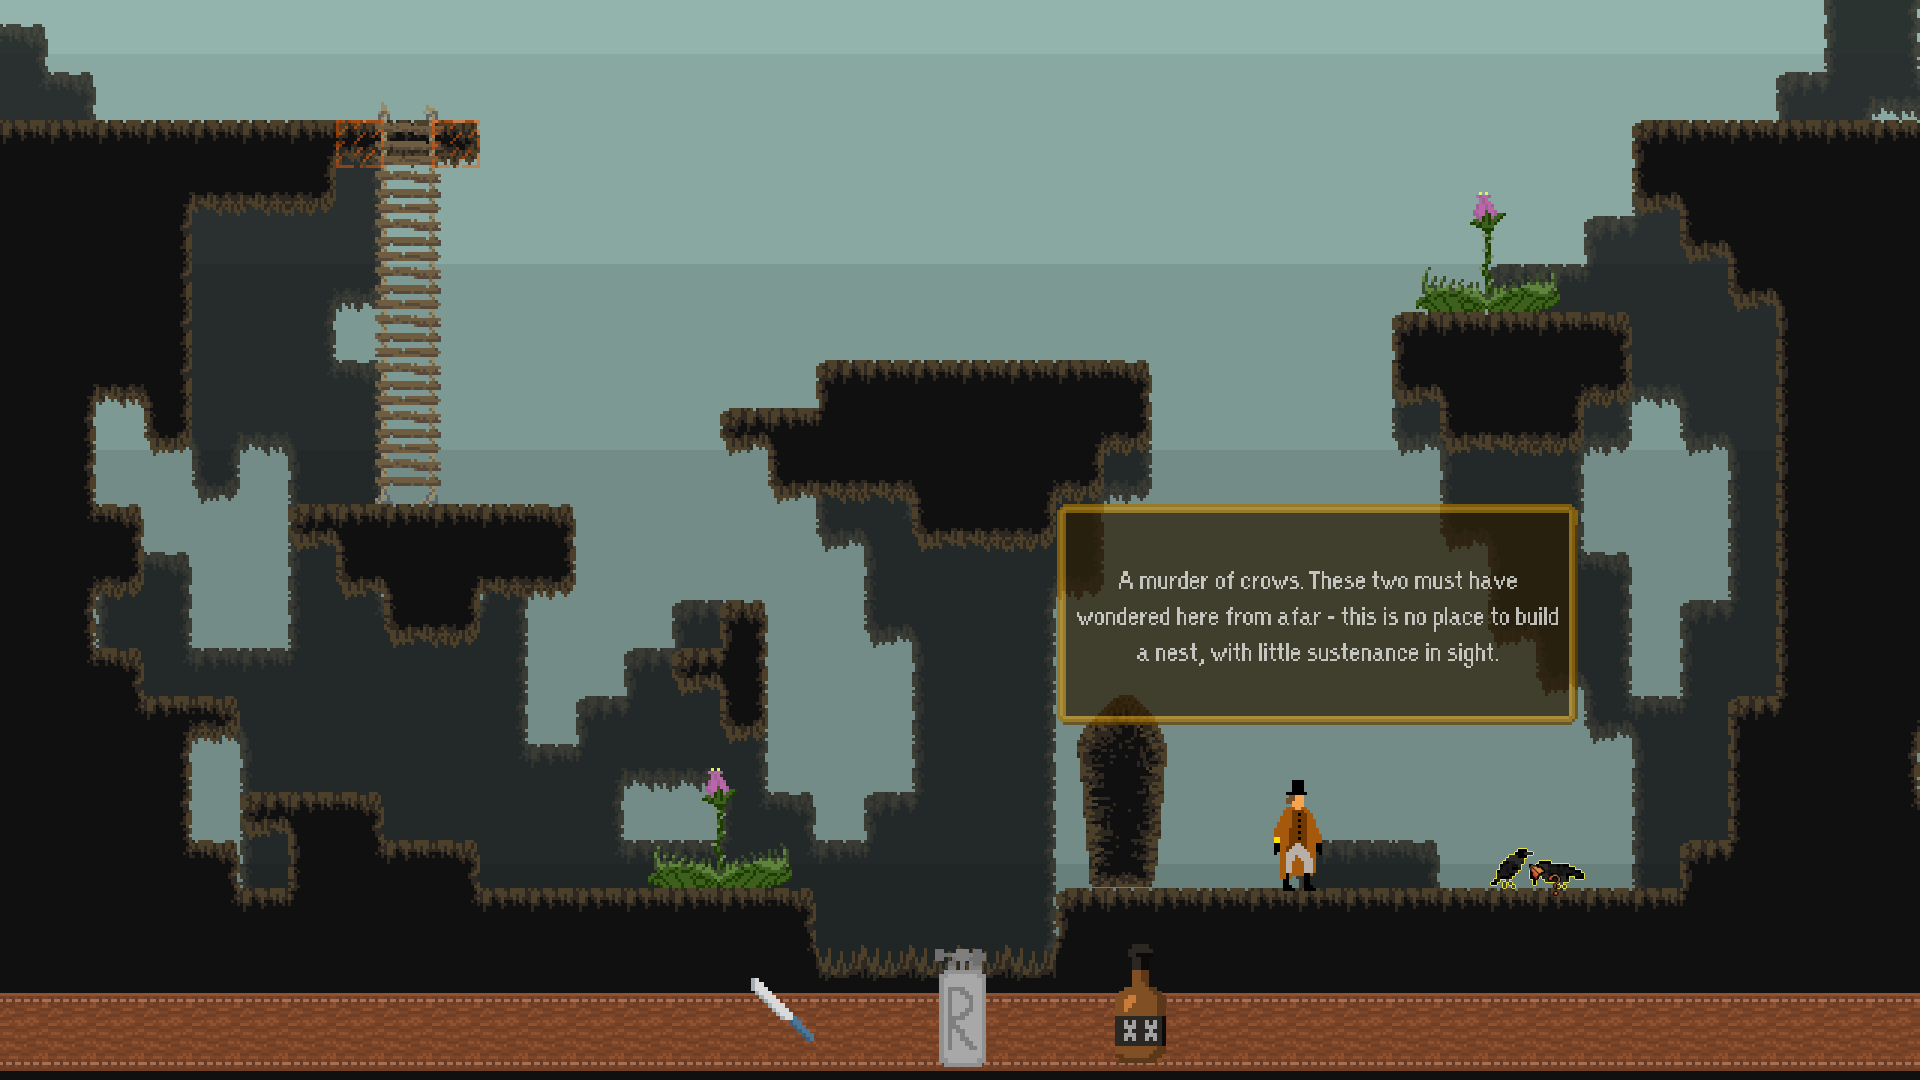 A murder of crows. These two must have
wondered here from afar - this is no place to build
a nest, with little sustenance in sight.
R
XX